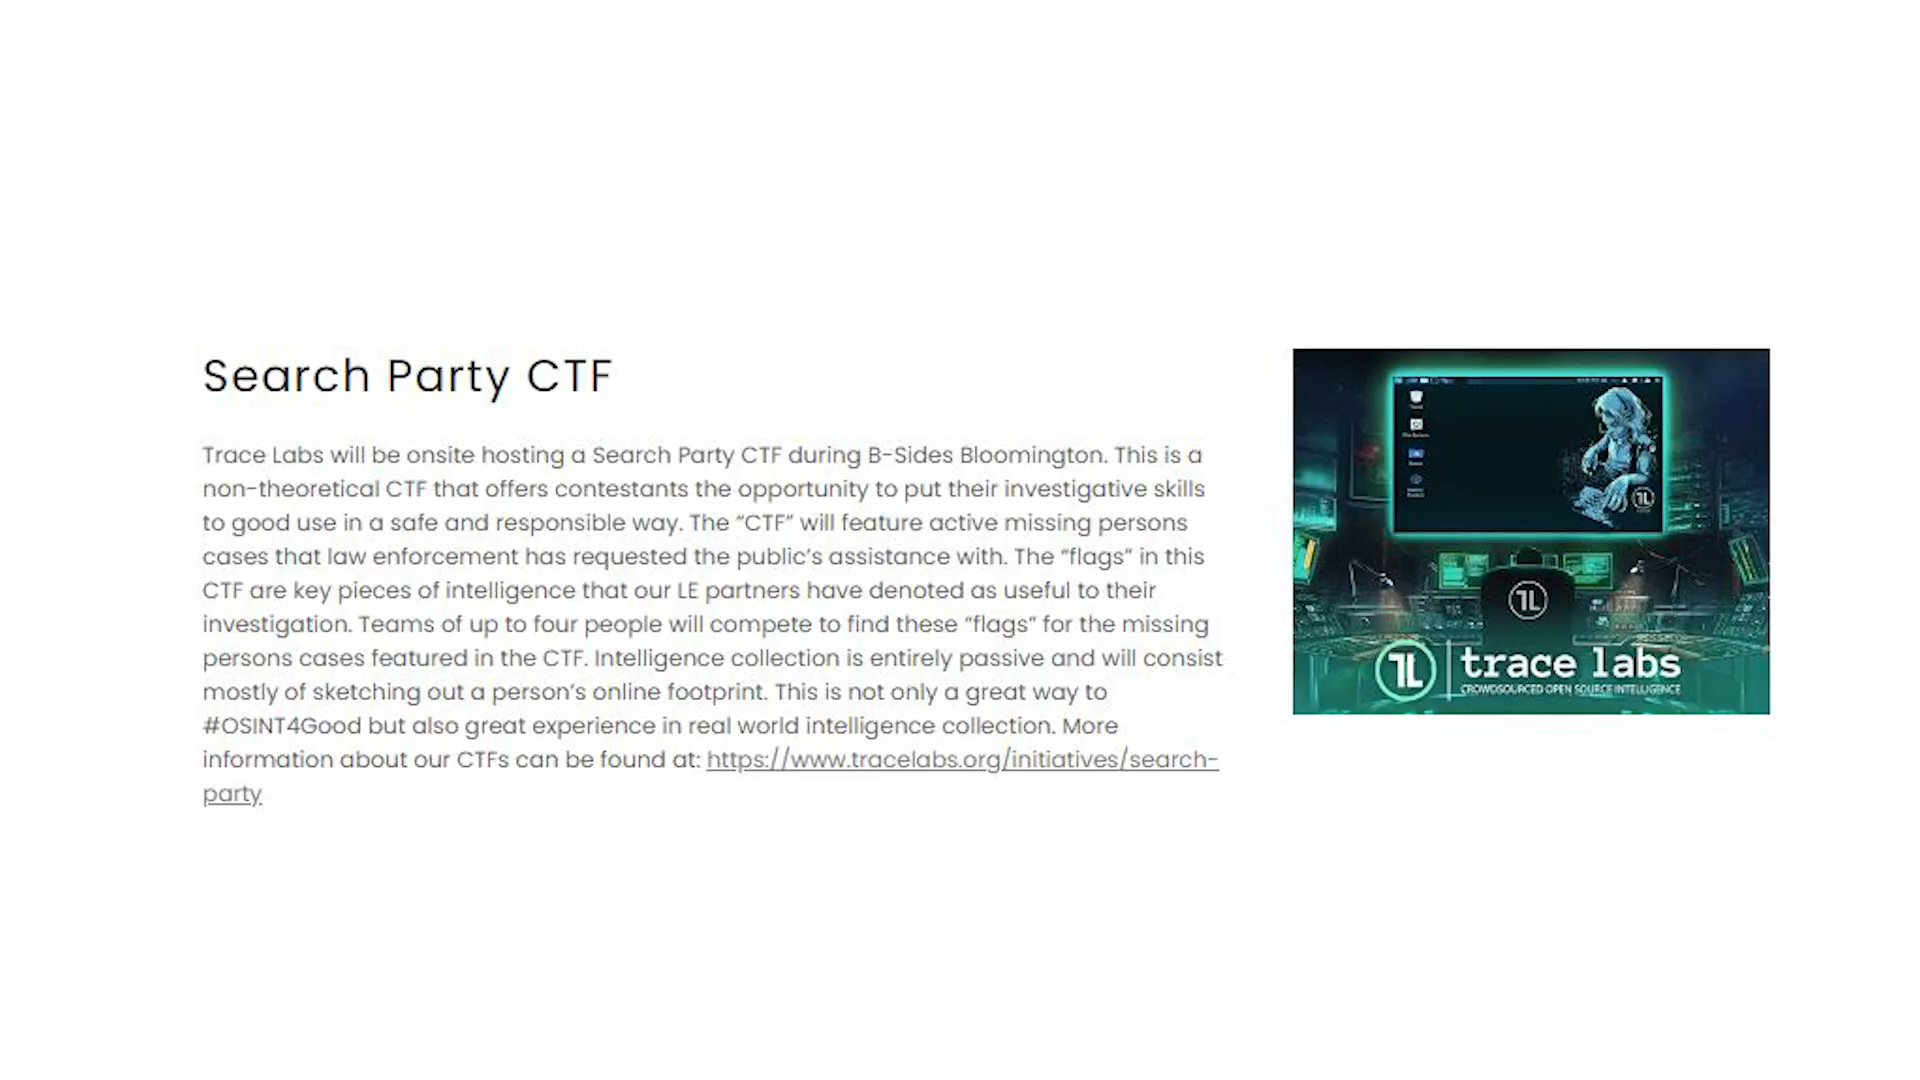 Search Party CTF
Trace Labs will be onsite hosting a Search Party CTF during B-Sides Bloomington. This is a
non-theoretical CTF that offers contestants the opportunity to put their investigative skills
to good use in a safe and responsible way. The “CTF” will feature active missing persons
cases that law enforcement has requested the public’s assistance with. The “flags” in this
CTF are key pieces of intelligence that our LE partners have denoted as useful to their
investigation. Teams of up to four people will compete to find these “flags” for the missing
persons cases featured in the CTF. Intelligence collection is entirely passive and will consist
mostly of sketching out a person’s online footprint. This is not only a great way to
#OSINT4Good but also great experience in real world intelligence collection. More
information about our CTFs can be found at: https://www.tracelabs.org/initiatives/search-
party
TL
TL
TL trace labs
CROWDSOURCED OPEN SOURCE INTELLIGENCE